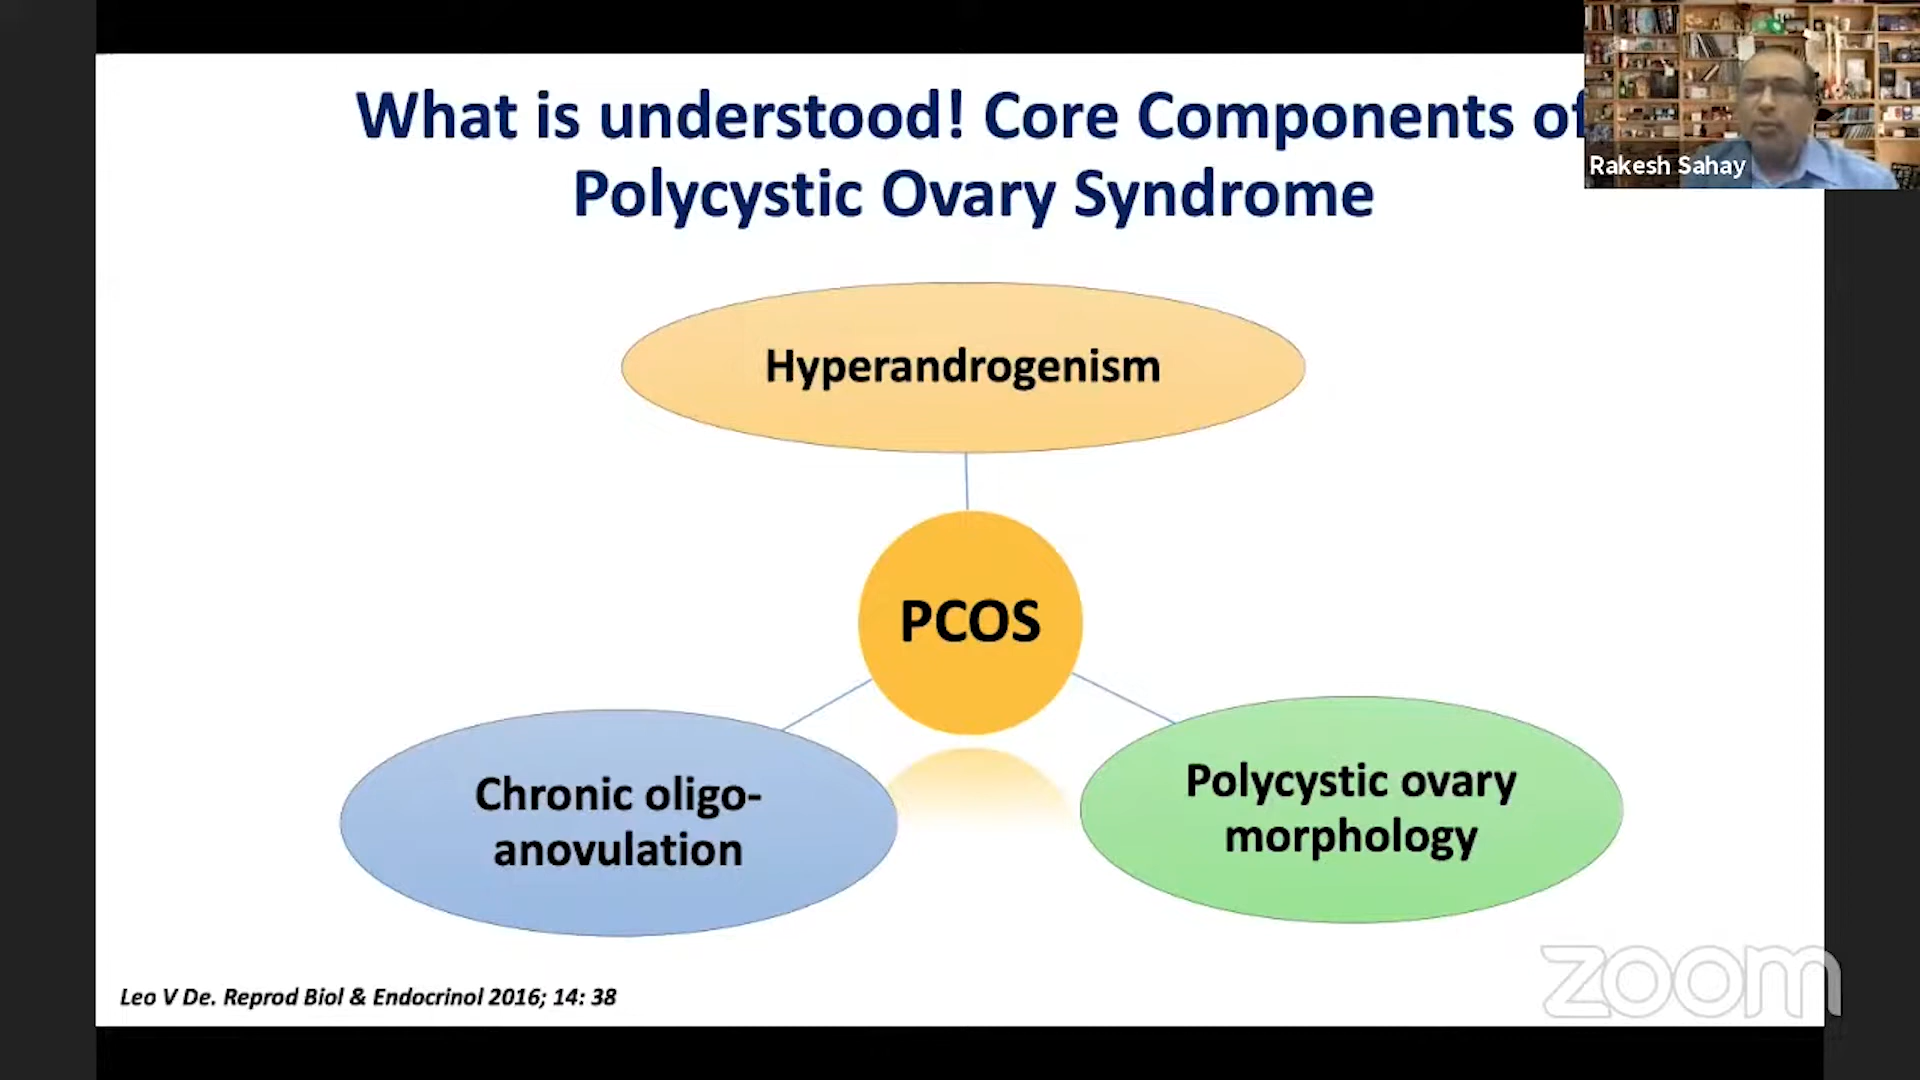 What is understood! Core Components of
Polycystic Ovary Syndrome
Rakesh Sahay
Hyperandrogenism
PCOS
Chronic oligo-
anovulation
Polycystic ovary
morphology
Leo V De. Reprod Biol & Endocrinol 2016; 14: 38
zoom